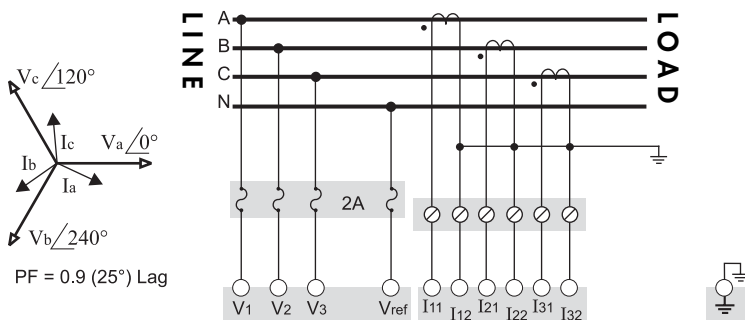 LINE
LOAD
A
B
C
N
Vc /120°
Ic
Va /0°
Ib
Ia
Vb /240°
PF = 0.9 (25°) Lag
2A
V1
V2
V3
Vref
I11
I12
I21
I22
I31
I32